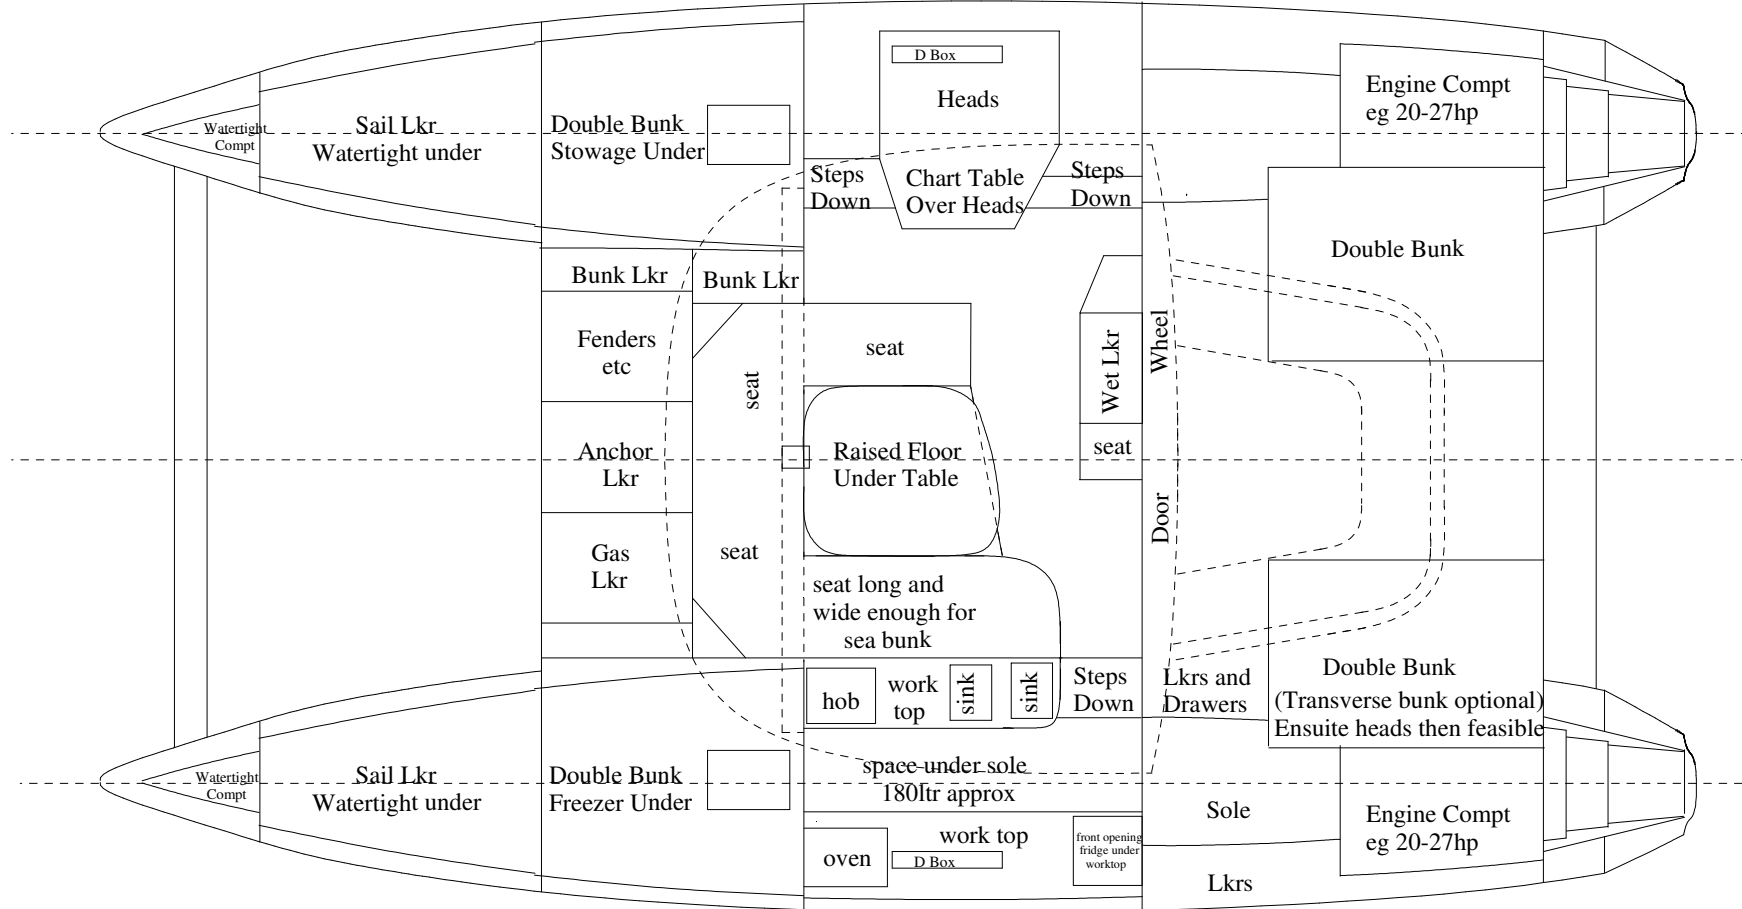 D Box
Heads
Engine Compt
eg 20-27hp
Watertight
Compt
Sail Lkr
Watertight under
Double Bunk
Stowage Under
Steps
Down
Chart Table
Over Heads
Steps
Down
Double Bunk
Bunk Lkr
Bunk Lkr
Fenders
etc
seat
seat
Wet Lkr
Wheel
Anchor
Lkr
Raised Floor
Under Table
seat
Door
Gas
Lkr
seat
seat long and
wide enough for
sea bunk
hob
work
top
sink
sink
Steps
Down
Lkrs and
Drawers
Double Bunk
(Transverse bunk optional)
Ensuite heads then feasible
Watertight
Compt
Sail Lkr
Watertight under
Double Bunk
Freezer Under
space under sole
180ltr approx
Sole
Engine Compt
eg 20-27hp
oven
work top
D Box
front opening
fridge under
worktop
Lkrs